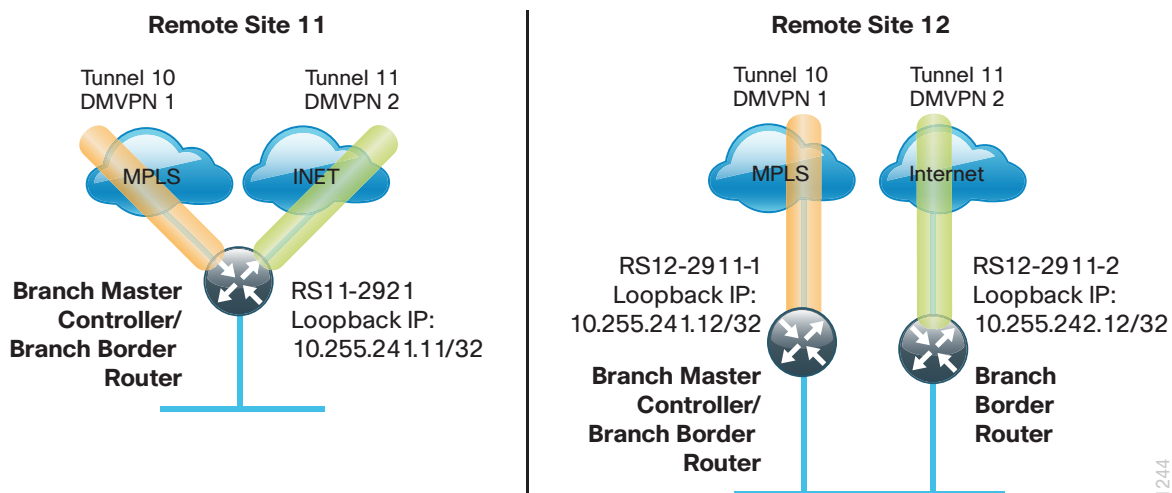 Remote Site 11
Tunnel 10
DMVPN 1
Tunnel 11
DMVPN 2
MPLS
INET
Branch Master
Controller/
Branch Border
Router
RS11-2921
Loopback IP:
10.255.241.11/32
Remote Site 12
Tunnel 10
DMVPN 1
Tunnel 11
DMVPN 2
MPLS
Internet
RS12-2911-1
Loopback IP:
10.255.241.12/32
RS12-2911-2
Loopback IP:
10.255.242.12/32
Branch Master
Controller/
Branch Border
Router
Branch
Border
Router